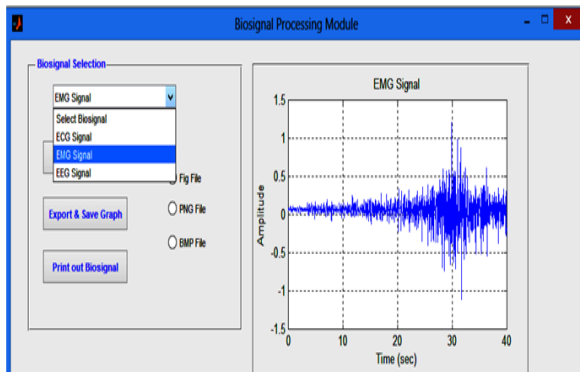 Biosignal Processing Module
Biosignal Selection
EMG Signal
Select Biosignal
ECG Signal
EMG Signal
EEG Signal
Fig File
Export & Save Graph
PNG File
BMP File
Print out Biosignal
EMG Signal
Amplitude
1.5
1
0.5
0
-0.5
-1
-1.5
0 10 20 30 40
Time (sec)